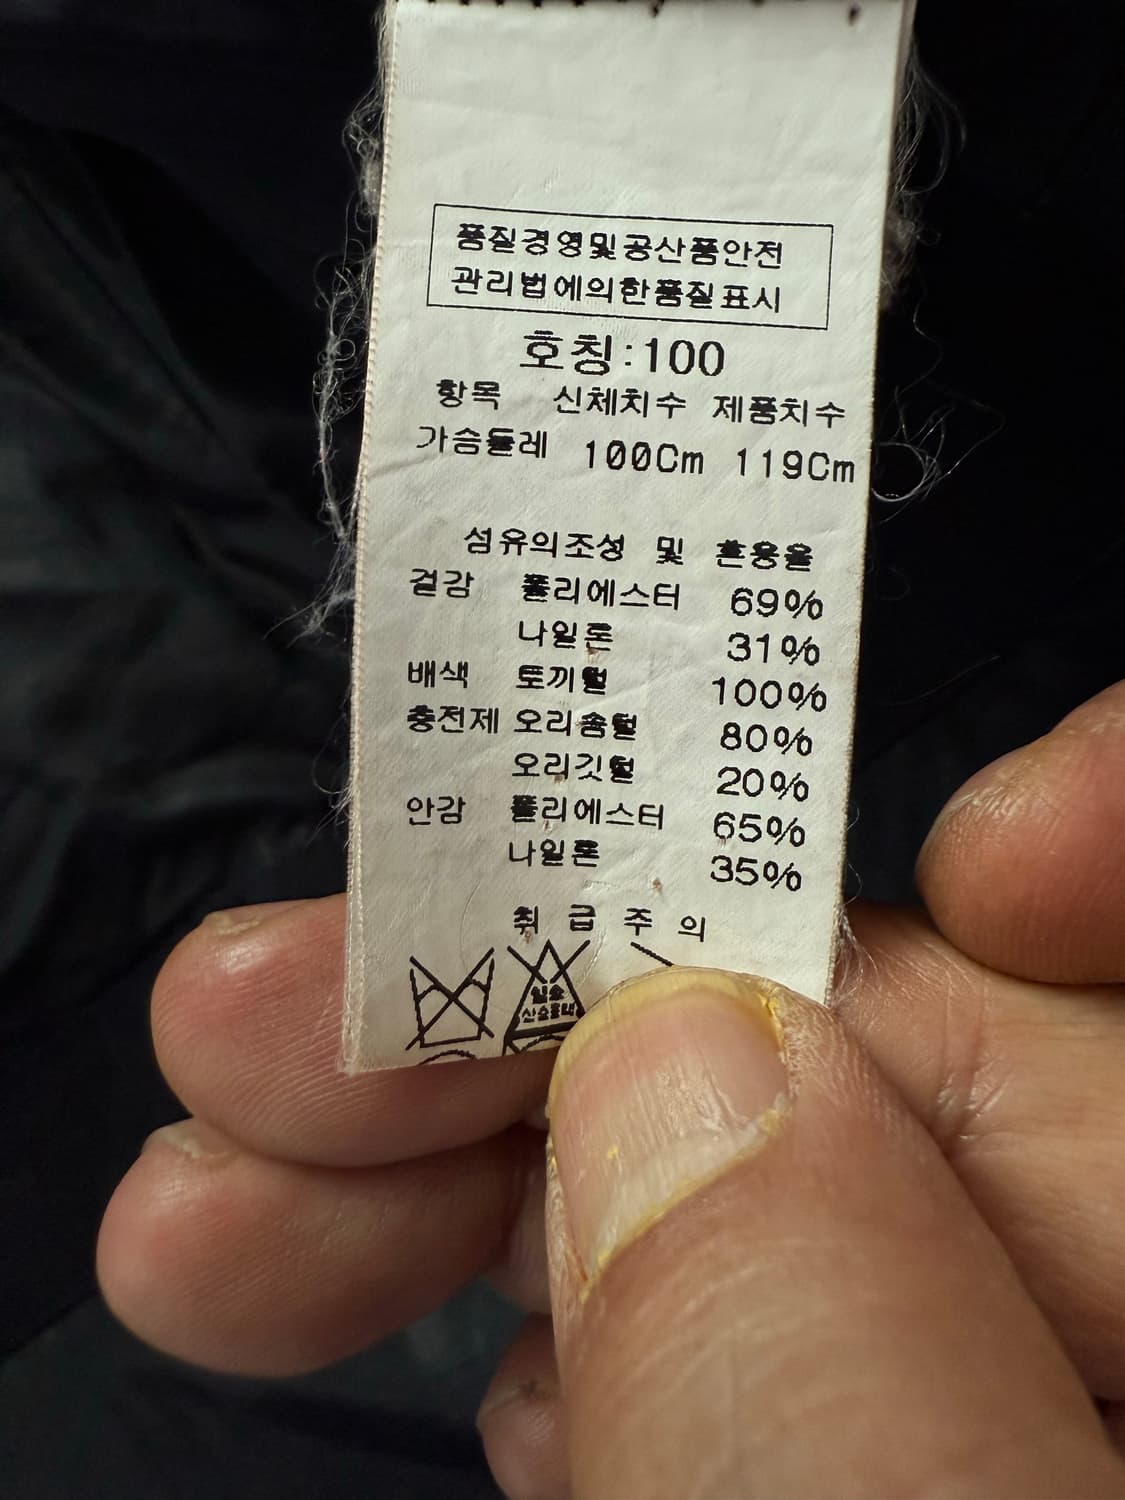 품질경영및공산품안전
관리법에의한품질표시
호칭:100
항목 신체치수 제품치수
가슴둘레 100Cm 119Cm
섬유의조성 및 혼용율
겉감 폴리에스터 69%
나일론 31%
배색 토끼털 100%
충전제 오리솜털 80%
오리깃털 20%
안감 폴리에스터 65%
나일론 35%
취급주의